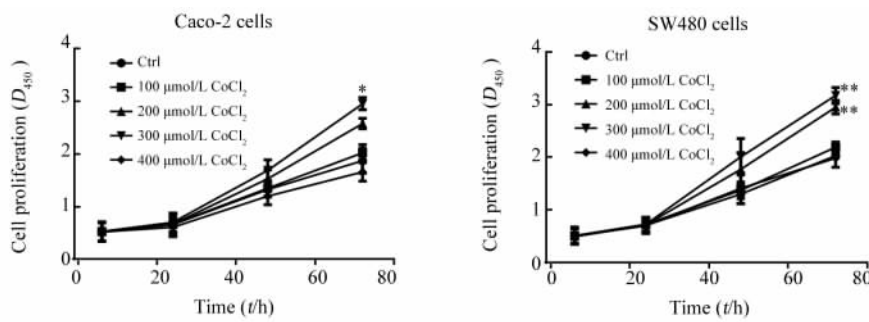 Caco-2 cells
4
3
2
1
0
Cell proliferation (D450)
Ctrl
100 μmol/L CoCl2
200 μmol/L CoCl2
300 μmol/L CoCl2
400 μmol/L CoCl2
*
0 20 40 60 80
Time (t/h)
SW480 cells
4
3
2
1
0
Cell proliferation (D450)
Ctrl
100 μmol/L CoCl2
200 μmol/L CoCl2
300 μmol/L CoCl2
400 μmol/L CoCl2
**
**
0 20 40 60 80
Time (t/h)